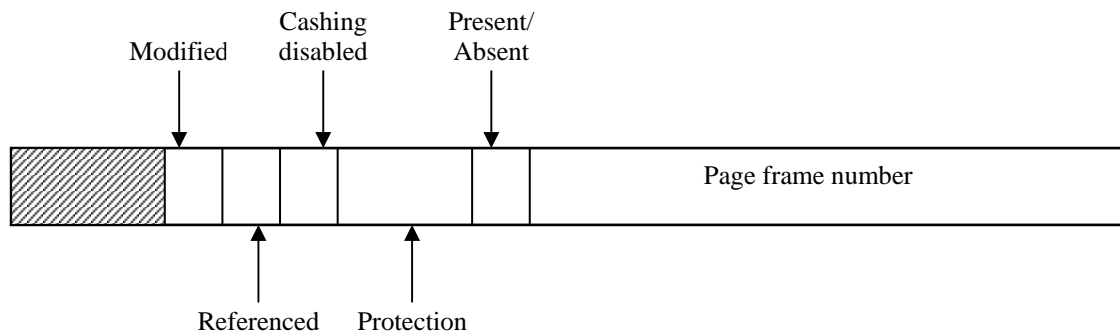 Cashing
disabled
Present/
Absent
Modified
Page frame number
Referenced
Protection